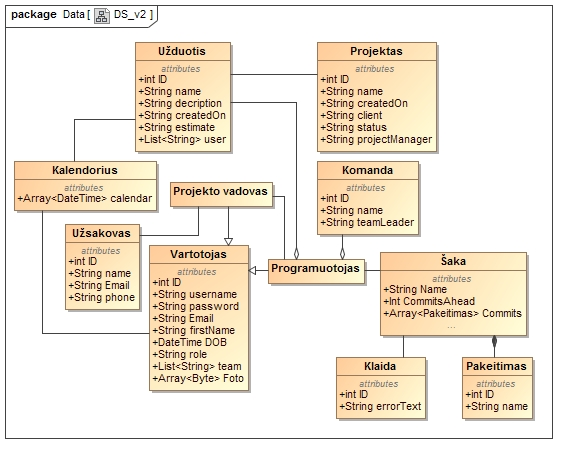 package Data [ DS_v2 ]
Užduotis
attributes
+int ID
+String name
+String decription
+String createdOn
+String estimate
+List<String> user
Projektas
attributes
+int ID
+String name
+String createdOn
+String client
+String status
+String projectManager
Kalendorius
attributes
+Array<DateTime> calendar
Projekto vadovas
Komanda
attributes
+int ID
+String name
+String teamLeader
Užsakovas
attributes
+int ID
+String name
+String Email
+String phone
Vartotojas
attributes
+int ID
+String username
+String password
+String Email
+String firstName
+DateTime DOB
+String role
+List<String> team
+Array<Byte> Foto
Programuotojas
Šaka
attributes
+String Name
+Int CommitsAhead
+Array<Pakeitimas> Commits
...
Klaida
attributes
+int ID
+String errorText
Pakeitimas
attributes
+int ID
+String name